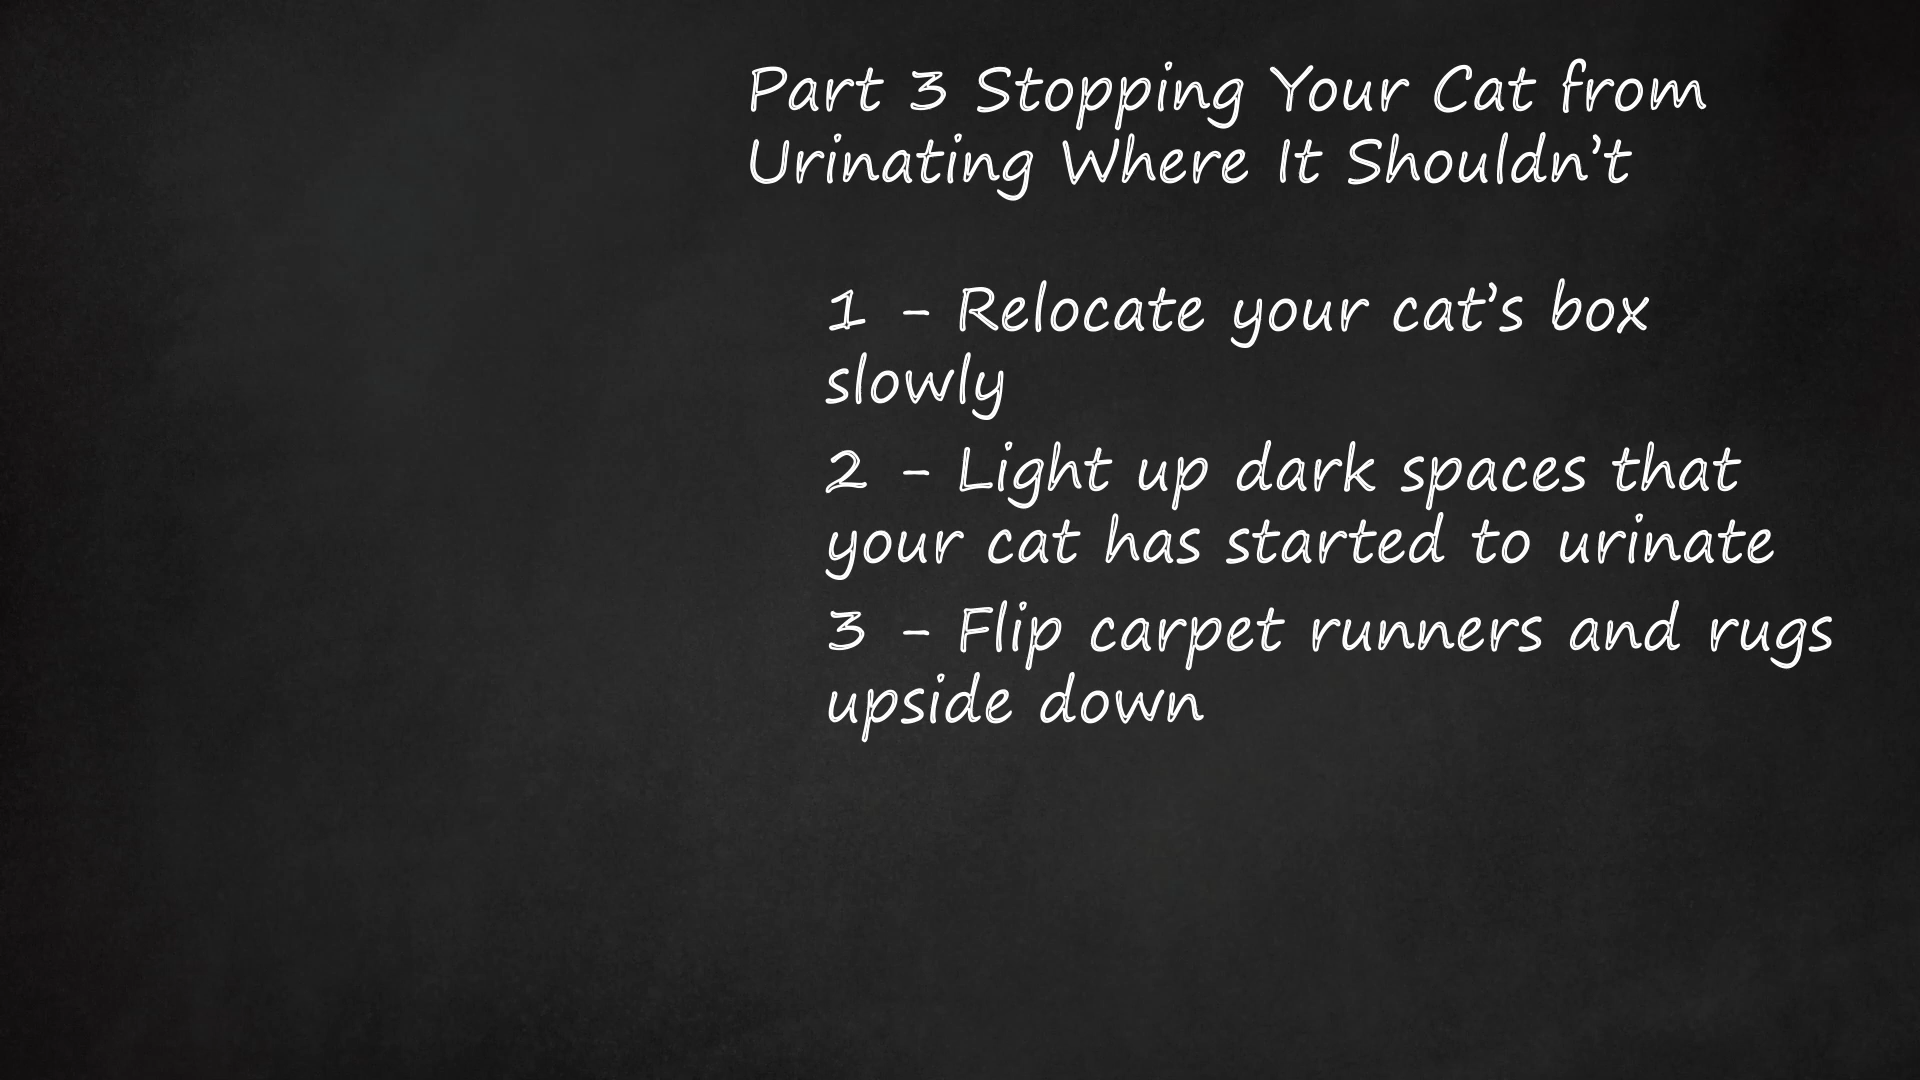 Part 3 Stopping Your Cat from
Urinating Where It Shouldn’t
1 - Relocate your cat’s box
slowly
2 - Light up dark spaces that
your cat has started to urinate
3 - Flip carpet runners and rugs
upside down